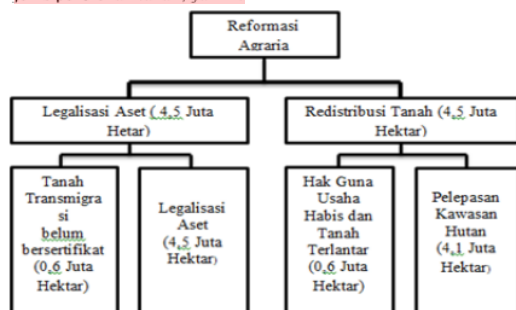 Reformasi
Agraria
Legalisasi Aset ( 4,5 Juta
Hetar)
Redistribusi Tanah (4,5 Juta
Hektar)
Tanah
Transmigra
si
belum
bersertifikat
(0,6 Juta
Hektar)
Legalisasi
Aset
(4,5 Juta
Hektar)
Hak Guna
Usaha
Habis dan
Tanah
Terlantar
(0,6 Juta
Hektar)
Pelepasan
Kawasan
Hutan
(4,1 Juta
Hektar)